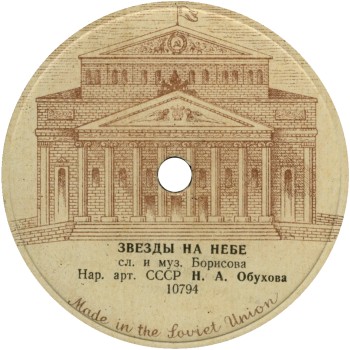 ЗВЕЗДЫ НА НЕБЕ
сл. и муз. Борисова
Нар. арт. СССР Н. А. Обухова
10794
Made in the Soviet Union